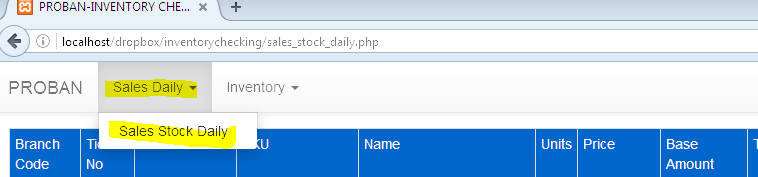 PROBAN-INVENTORY CHE...
localhost/dropbox/inventorychecking/sales_stock_daily.php
PROBAN Sales Daily Inventory
Sales Stock Daily
Branch Code
Name
Units
Price
Base Amount
No